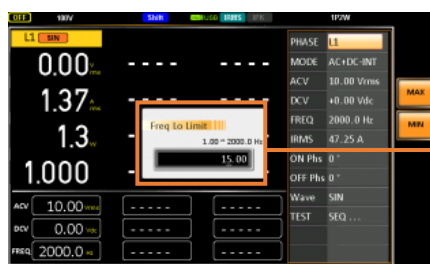 OFF 100V Shift USB IRMS IPK 1P2W
L1 SIN
0.00 Vrms
1.37 Arms
1.3 W
1.000
---- ----
---- ----
Freq Lo Limit
1.00 ~ 2000.0 Hz
15.00
ACV 10.00 Vrms ----- -----
DCV 0.00 Vdc ----- -----
FREQ 2000.0 Hz ----- -----
PHASE L1
MODE AC+DC-INT
ACV 10.00 Vrms
DCV +0.00 Vdc
FREQ 2000.0 Hz
IRMS 47.25 A
ON Phs 0°
OFF Phs 0°
Wave SIN
TEST SEQ ...
MAX
MIN